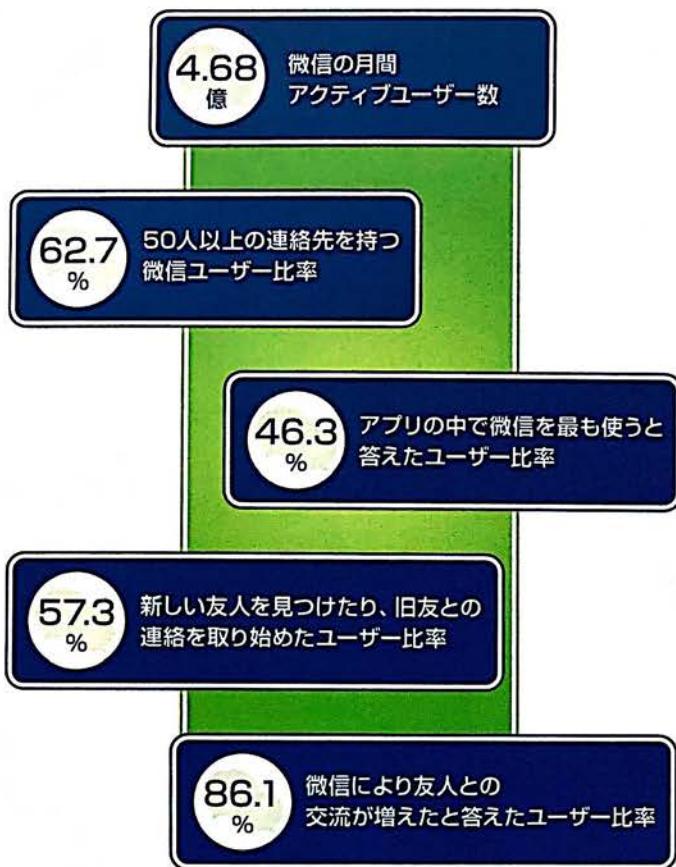 4.68
億
微信の月間
アクティブユーザー数
62.7
%
50人以上の連絡先を持つ
微信ユーザー比率
46.3
%
アプリの中で微信を最も使うと
答えたユーザー比率
57.3
%
新しい友人を見つけたり、旧友との
連絡を取り始めたユーザー比率
86.1
%
微信により友人との
交流が増えたと答えたユーザー比率